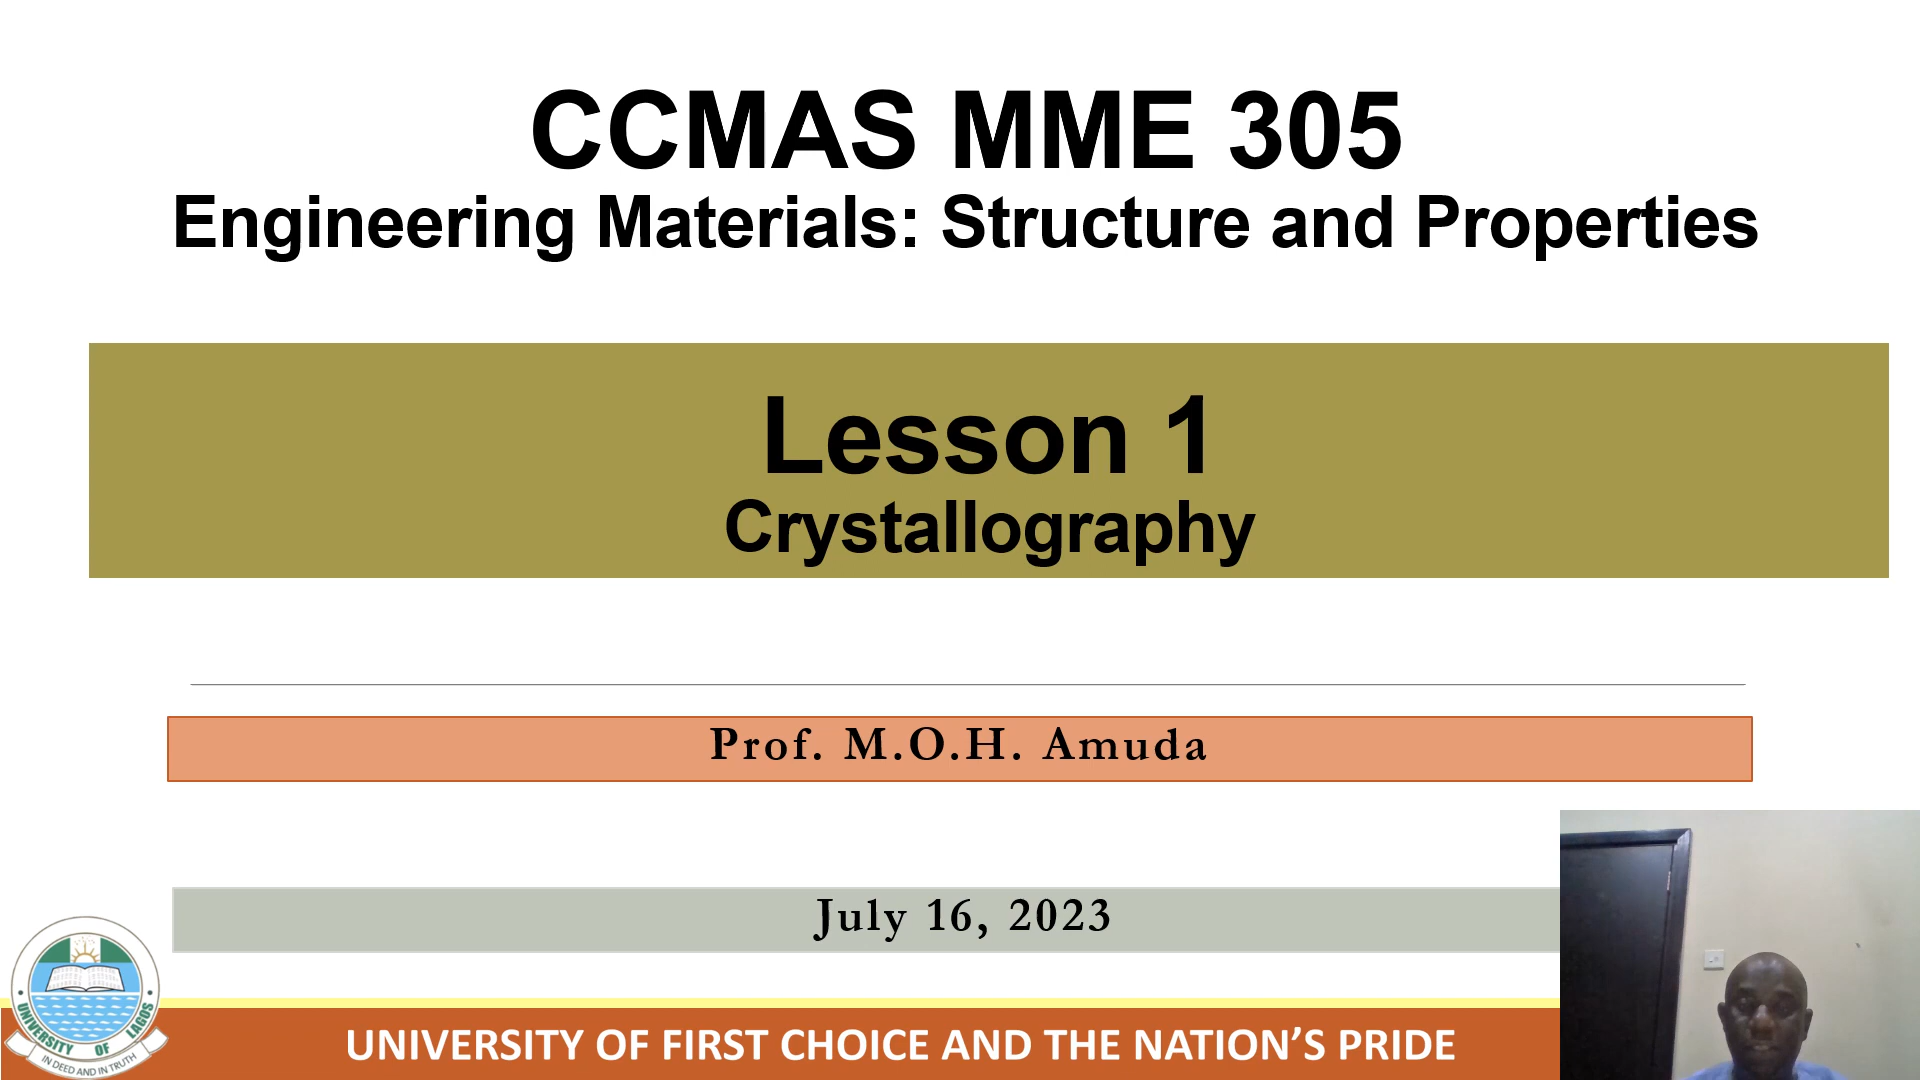 CCMAS MME 305
Engineering Materials: Structure and Properties
Lesson 1
Crystallography
Prof. M.O.H. Amuda
July 16, 2023
UNIVERSITY OF LAGOS
IN DEED AND IN TRUTH
UNIVERSITY OF FIRST CHOICE AND THE NATION’S PRIDE